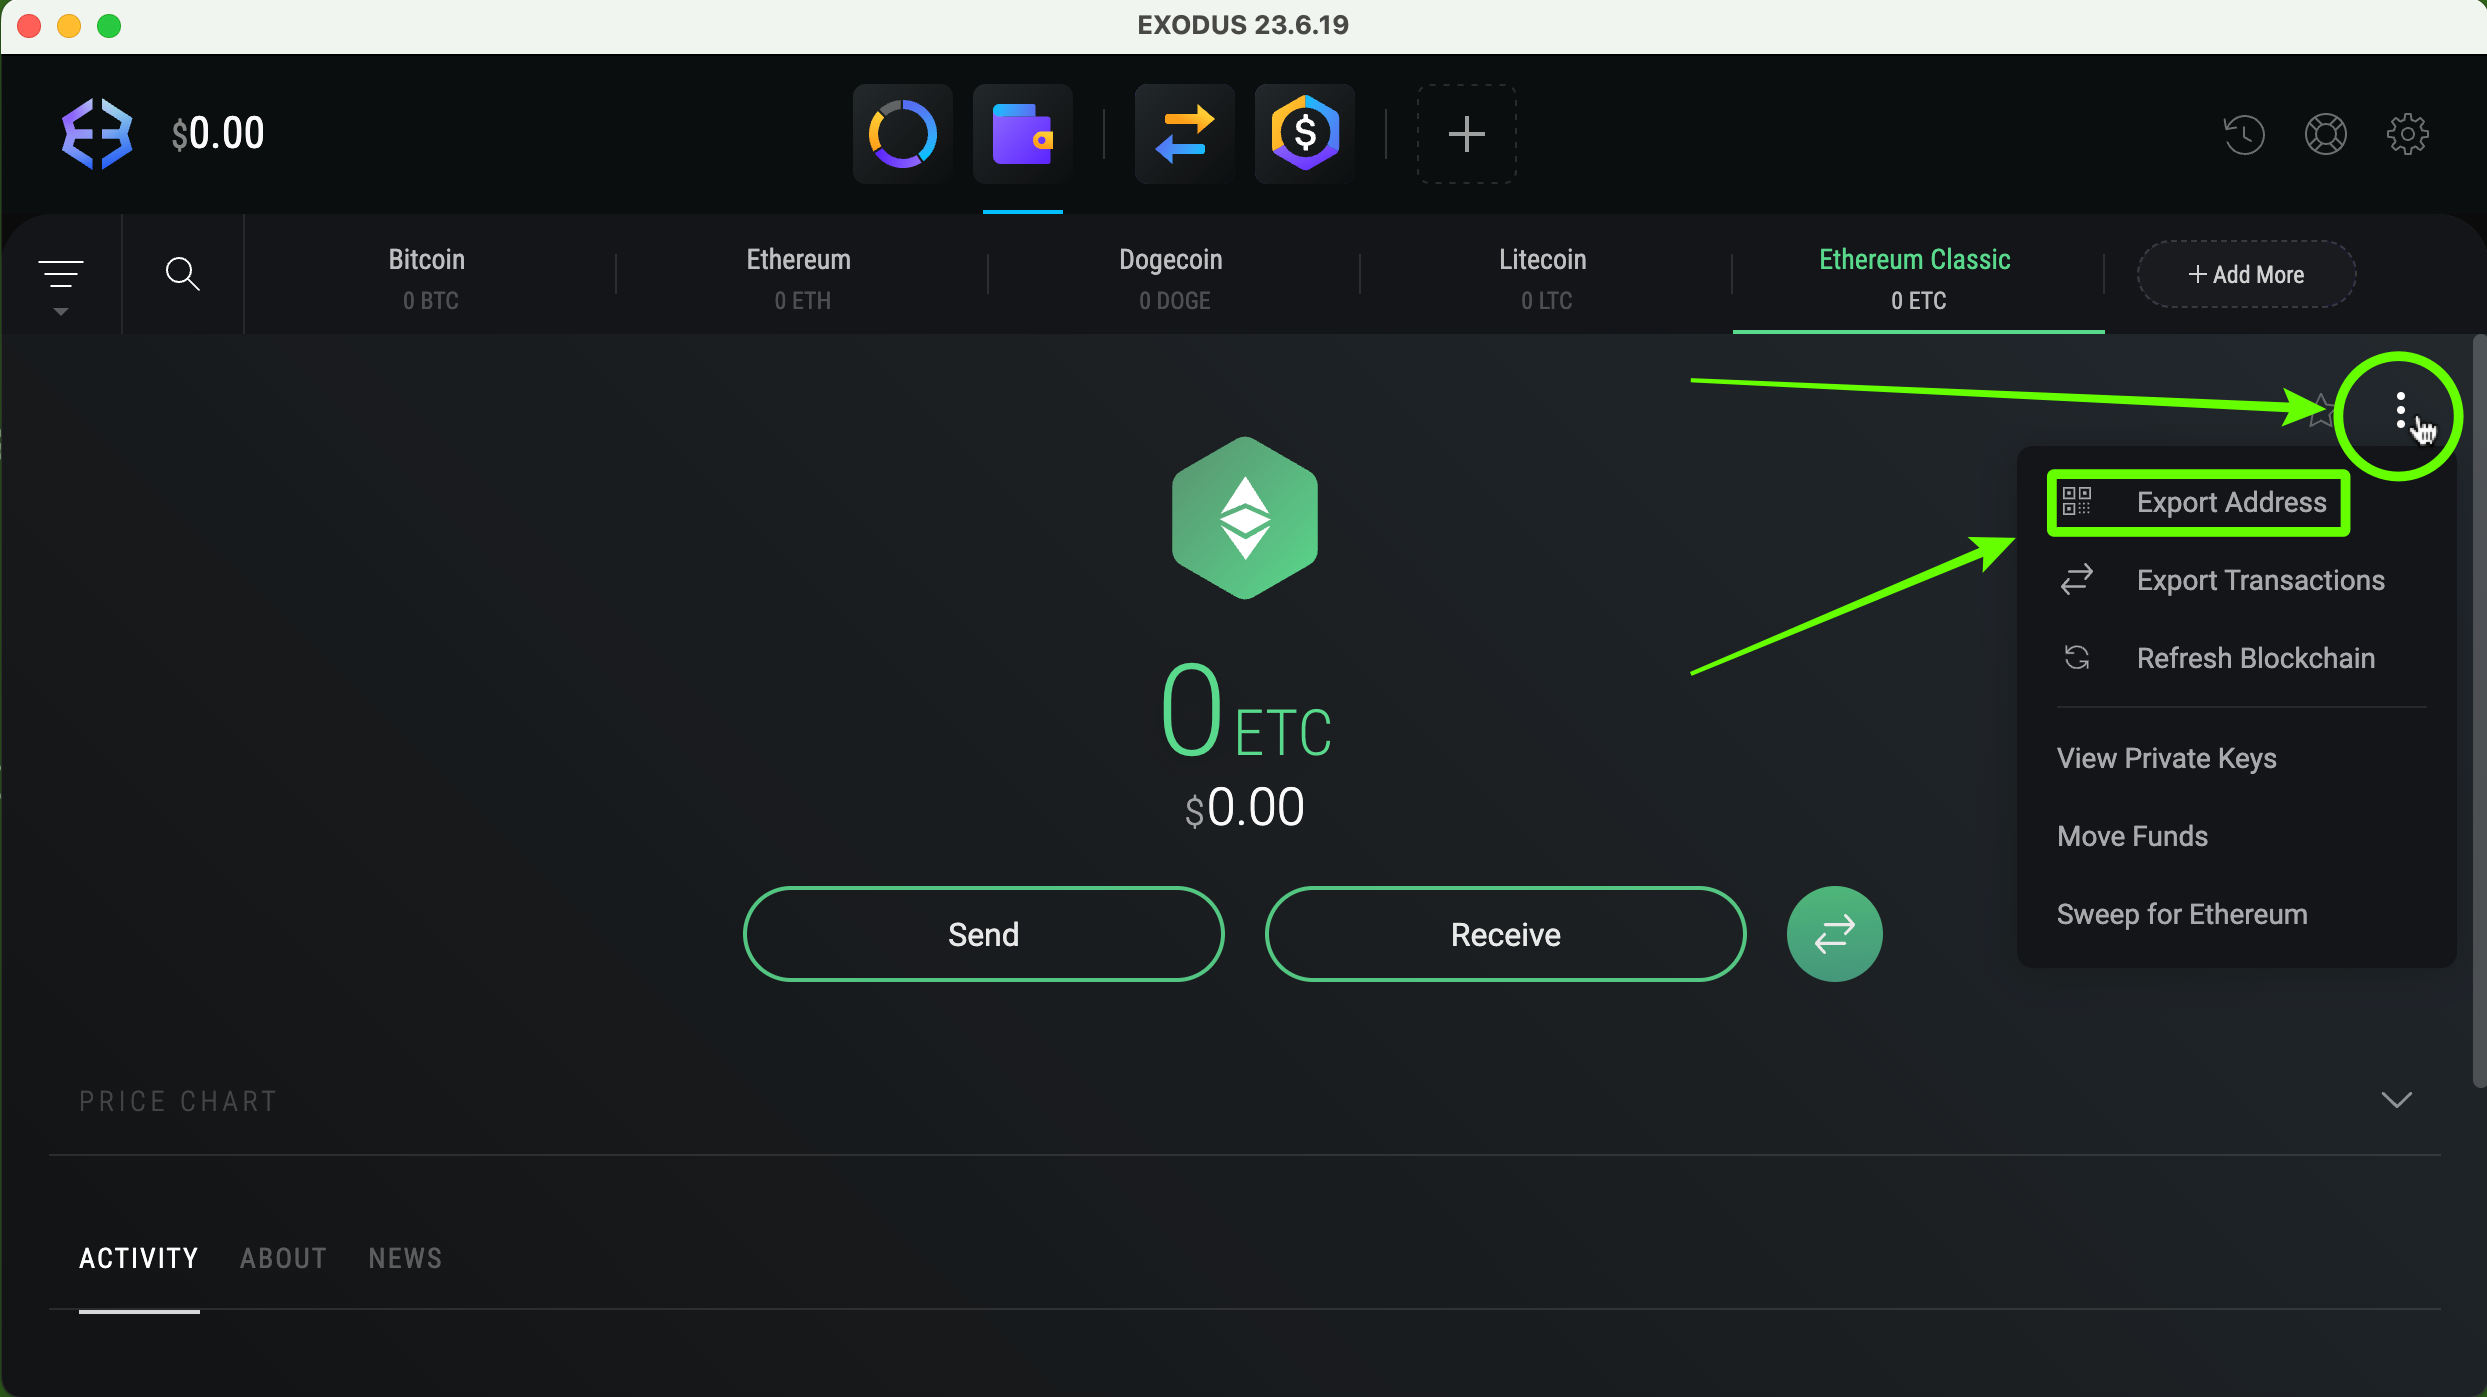 EXODUS 23.6.19
$0.00
Bitcoin
0 BTC
Ethereum
0 ETH
Dogecoin
0 DOGE
Litecoin
0 LTC
Ethereum Classic
0 ETC
+ Add More
Export Address
Export Transactions
Refresh Blockchain
View Private Keys
Move Funds
Sweep for Ethereum
0 ETC
$0.00
Send
Receive
PRICE CHART
ACTIVITY ABOUT NEWS